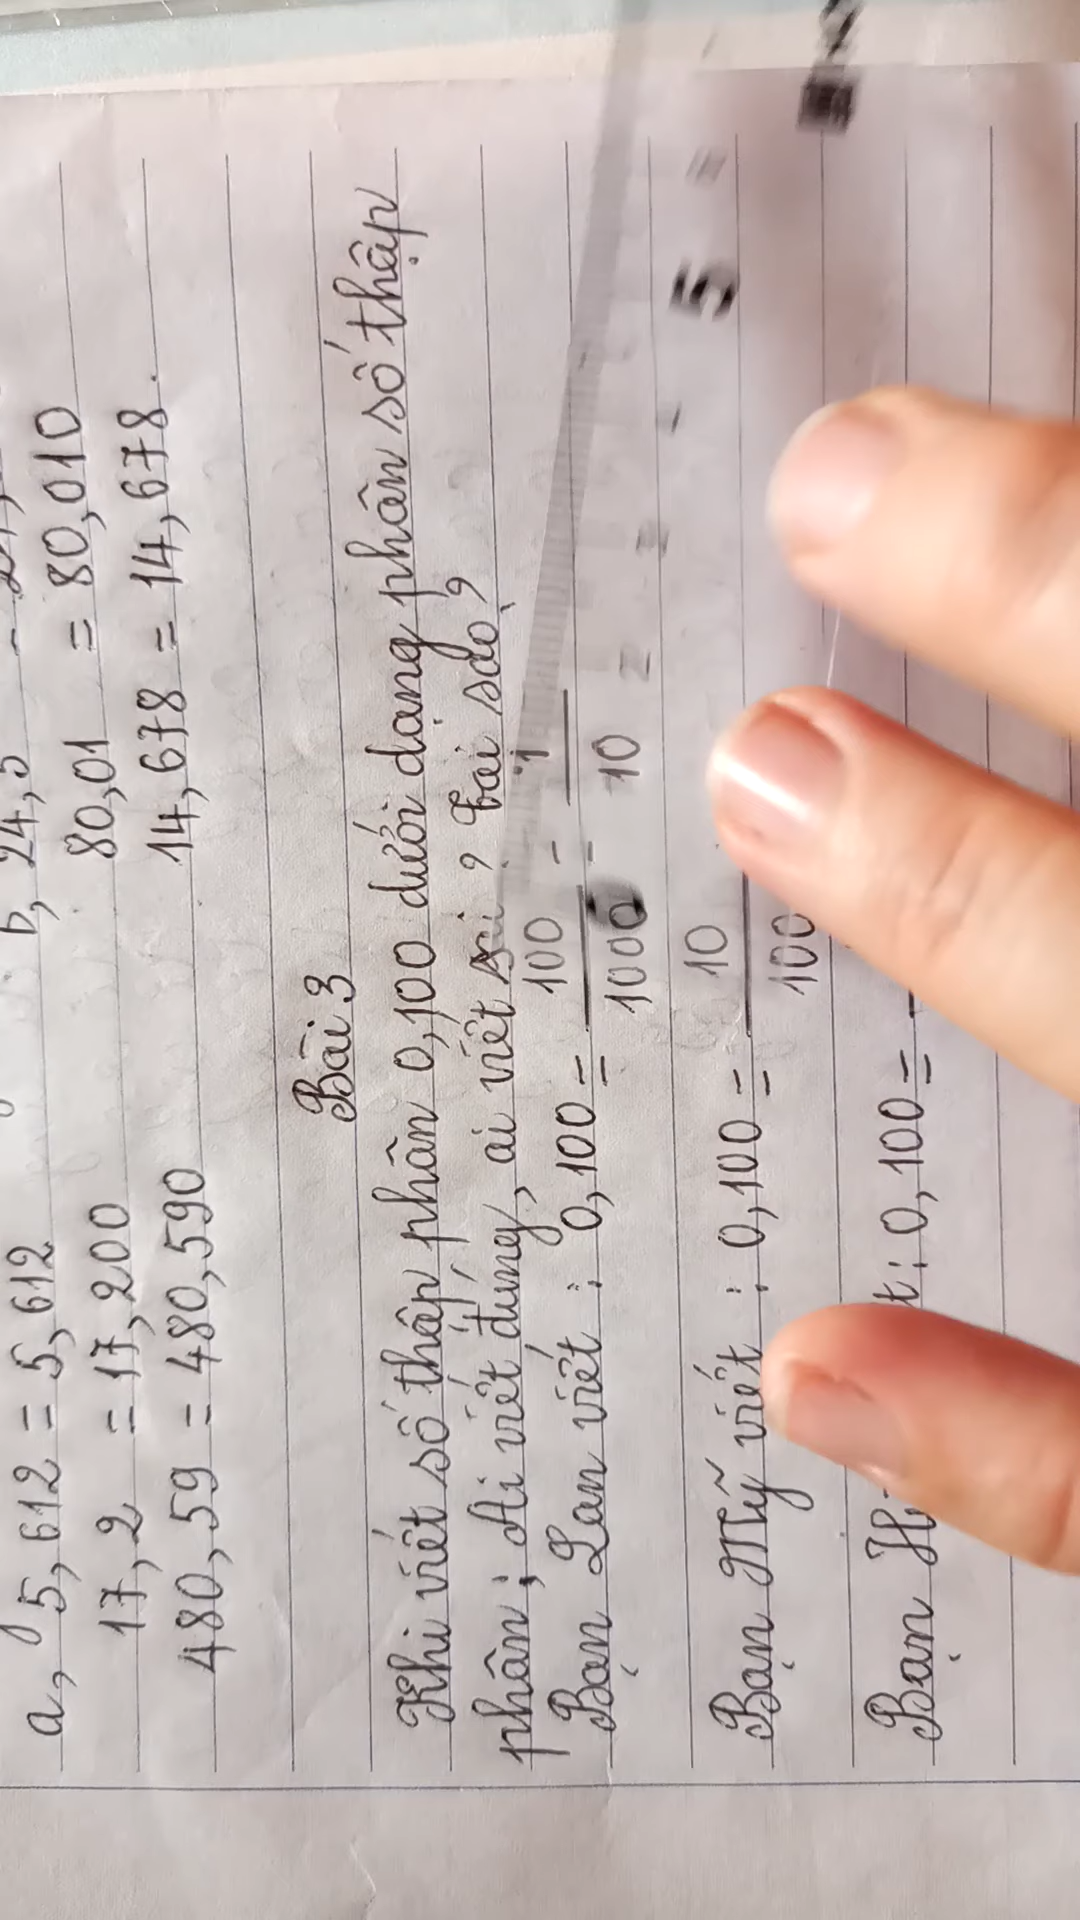 a, 5,612 = 5,612 b, 24,5
17,2 = 17,200 80,01 = 80,010
480,59 = 480,590 14,678 = 14,678.
Bài 3
Khi viết số thập phân 0,100 dưới dạng phân số thập
phân; Ai viết đúng, ai viết sai? Tại sao?
Bạn Lan viết: 0,100 = 100/1000 = 1/10
Bạn Mỹ viết: 0,100 = 10/100
Bạn : 0,100 =
5